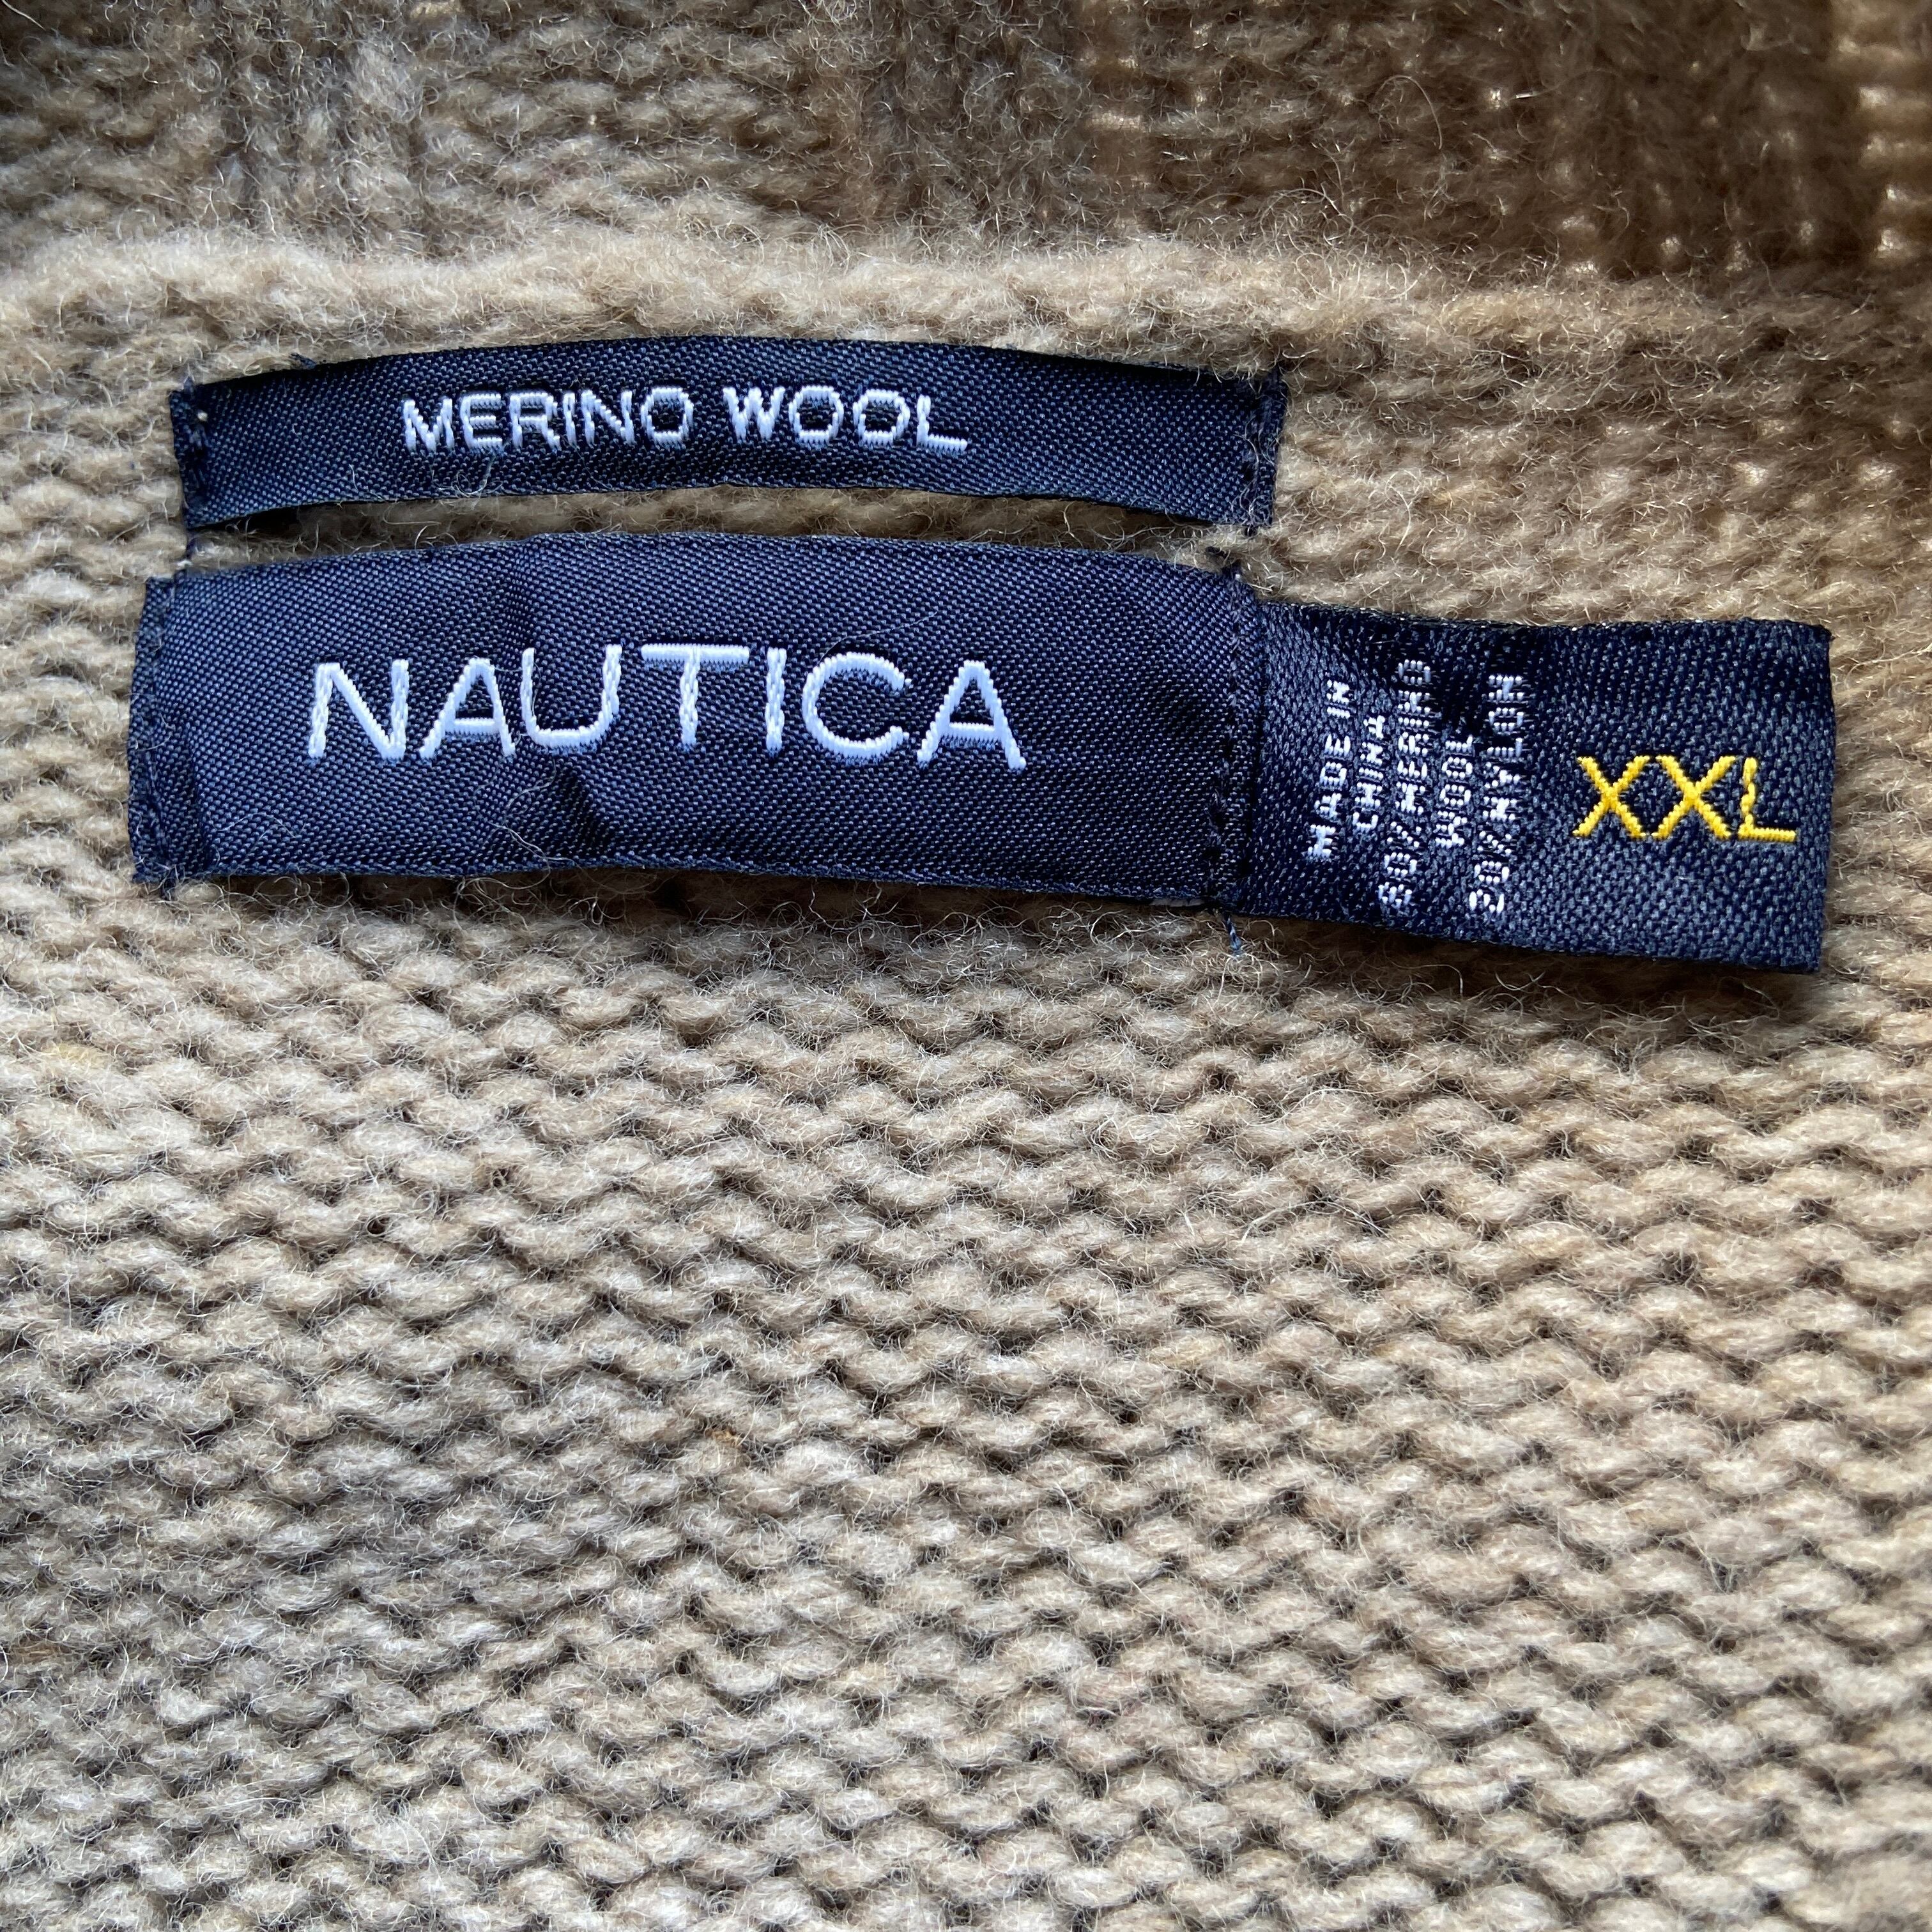 MERINO WOOL
NAUTICA
MADE IN
CHINA
80%MERINO
WOOL
20%NYLON
XXL